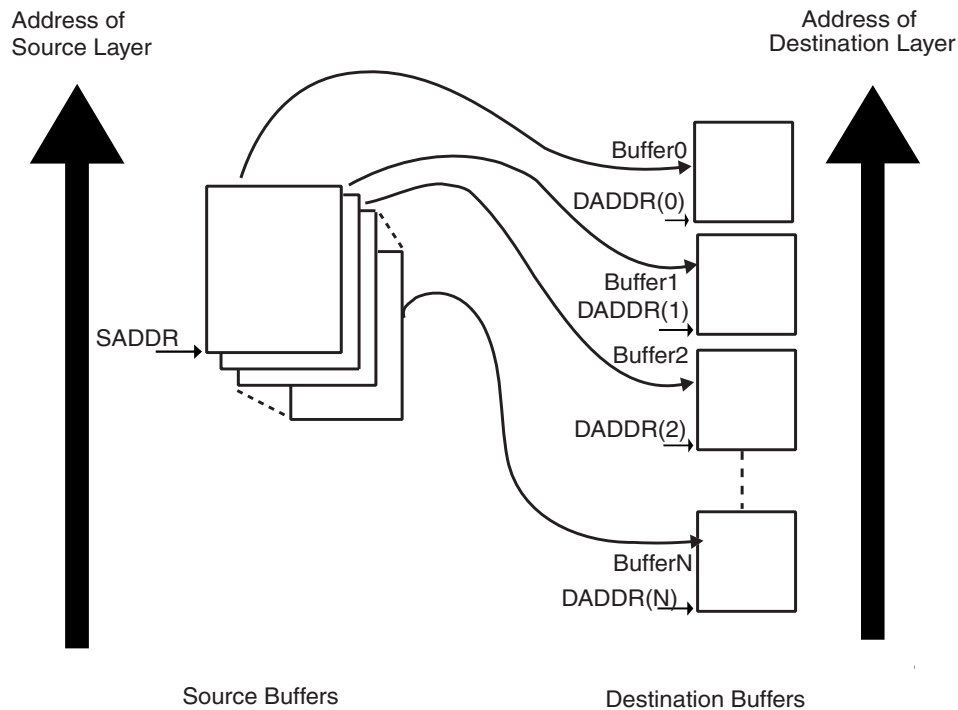 Address of
Source Layer
Address of
Destination Layer
Buffer0
DADDR(0)
Buffer1
DADDR(1)
SADDR
Buffer2
DADDR(2)
BufferN
DADDR(N)
Source Buffers
Destination Buffers